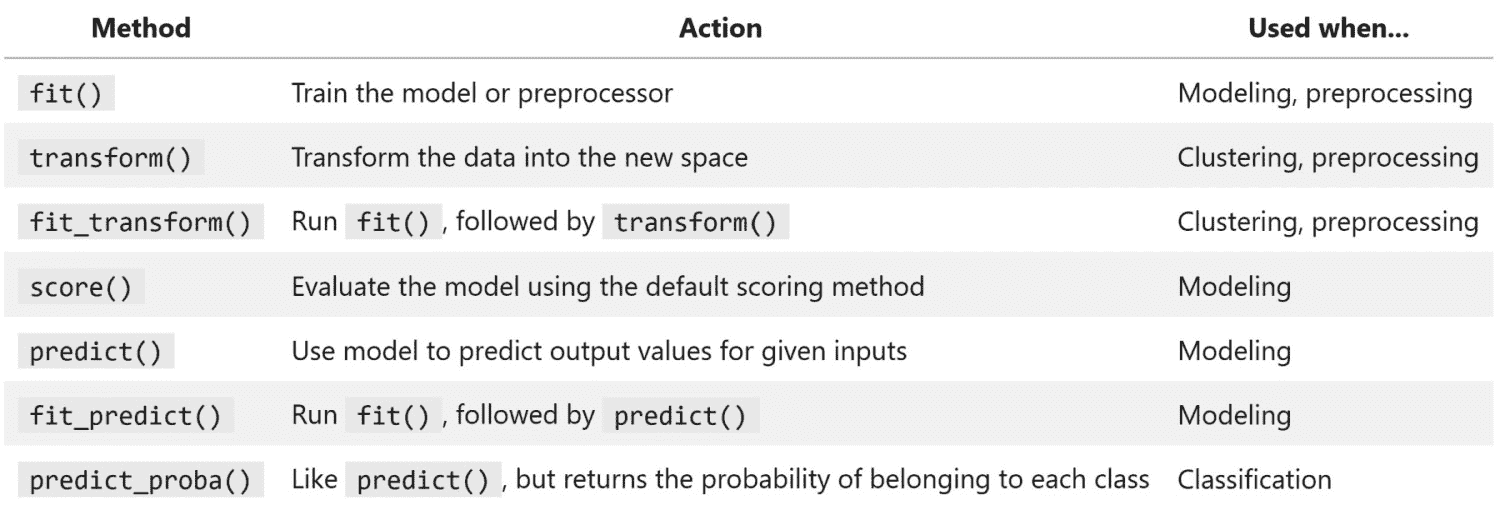 Method Action Used when...
fit() Train the model or preprocessor Modeling, preprocessing
transform() Transform the data into the new space Clustering, preprocessing
fit_transform() Run fit() , followed by transform() Clustering, preprocessing
score() Evaluate the model using the default scoring method Modeling
predict() Use model to predict output values for given inputs Modeling
fit_predict() Run fit() , followed by predict() Modeling
predict_proba() Like predict() , but returns the probability of belonging to each class Classification